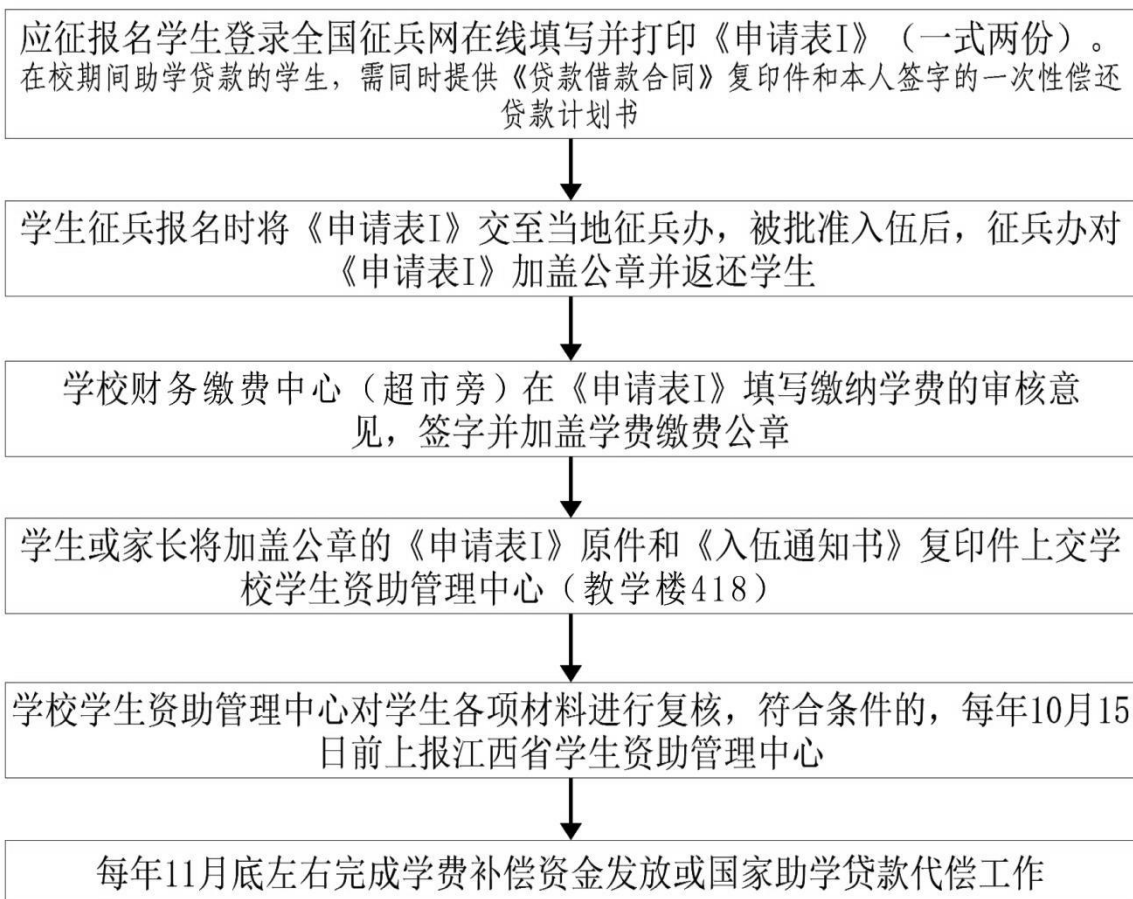 应征报名学生登录全国征兵网在线填写并打印《申请表I》（一式两份）。
在校期间助学贷款的学生，需同时提供《贷款借款合同》复印件和本人签字的一次性偿还
贷款计划书
学生征兵报名时将《申请表I》交至当地征兵办，被批准入伍后，征兵办对
《申请表I》加盖公章并返还学生
学校财务缴费中心（超市旁）在《申请表I》填写缴纳学费的审核意
见，签字并加盖学费缴费公章
学生或家长将加盖公章的《申请表I》原件和《入伍通知书》复印件上交学
校学生资助管理中心（教学楼418）
学校学生资助管理中心对学生各项材料进行复核，符合条件的，每年10月15
日前上报江西省学生资助管理中心
每年11月底左右完成学费补偿资金发放或国家助学贷款代偿工作